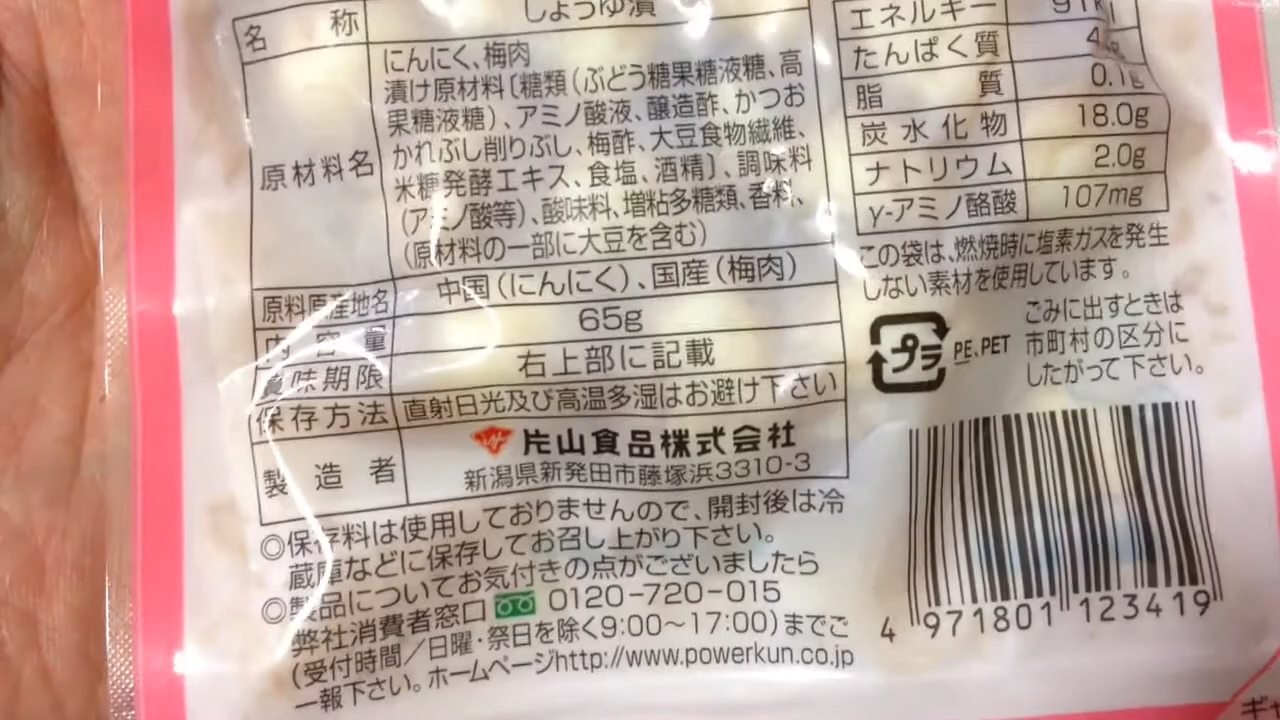 名称 しょうゆ漬
原材料名 にんにく、梅肉
漬け原材料〔糖類(ぶどう糖果糖液糖、高
果糖液糖)、アミノ酸液、醸造酢、かつお
かれぶし削りぶし、梅酢、大豆食物繊維、
米糖発酵エキス、食塩、酒精〕、調味料
(アミノ酸等)、酸味料、増粘多糖類、香料、
(原材料の一部に大豆を含む)
原料原産地名 中国(にんにく)、国産(梅肉)
内容量 65g
賞味期限 右上部に記載
保存方法 直射日光及び高温多湿はお避け下さい
製造者 片山食品株式会社
新潟県新発田市藤塚浜3310-3
◎保存料は使用しておりませんので、開封後は冷
蔵庫などに保存してお召し上がり下さい。
◎製品についてお気付きの点がございましたら
弊社消費者窓口 0120-720-015
(受付時間/日曜・祭日を除く9:00〜17:00)までご
一報下さい。ホームページhttp://www.powerkun.co.jp
エネルギー
たんぱく質
脂質 0.1g
炭水化物 18.0g
ナトリウム 2.0g
γ-アミノ酪酸 107mg
この袋は、燃焼時に塩素ガスを発生
しない素材を使用しています。
プラ PE、PET
ごみに出すときは
市町村の区分に
したがって下さい。
4 971801 123419